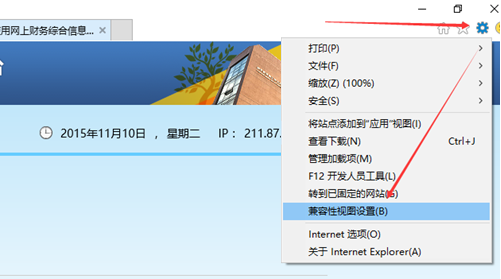 应用网上财务综合信息...
台
2015年11月10日 ，星期二 IP： 211.87.
打印(P)
文件(F)
缩放(Z) (100%)
安全(S)
将站点添加到“应用”视图(I)
查看下载(N) Ctrl+J
管理加载项(M)
F12 开发人员工具(L)
转到已固定的网站(G)
兼容性视图设置(B)
Internet 选项(O)
关于 Internet Explorer(A)